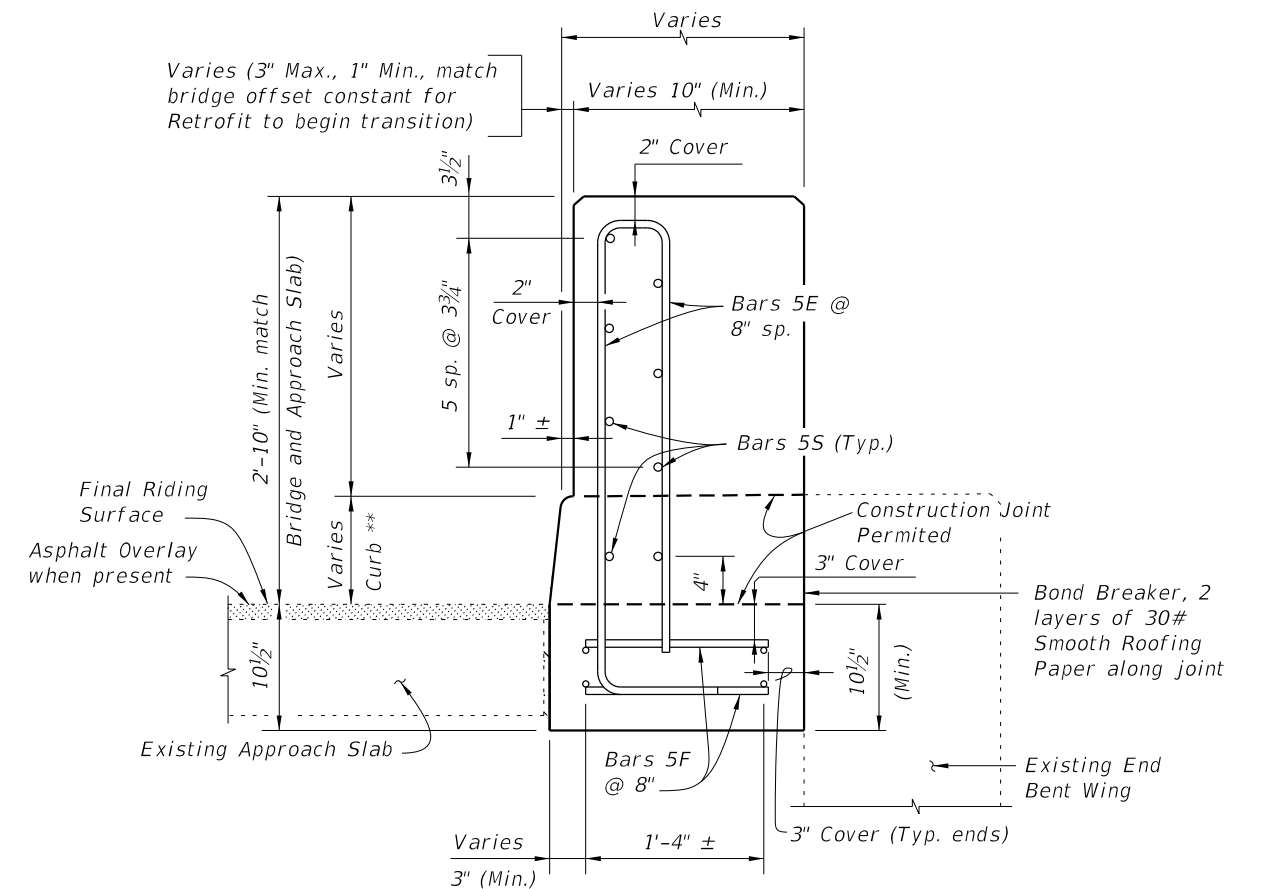 Varies
Varies (3" Max., 1" Min., match
bridge offset constant for
Retrofit to begin transition)
Varies 10" (Min.)
2" Cover
3½"
2"
Cover
Bars 5E @
8" sp.
5 sp. @ 3¾"
2'-10" (Min. match
Bridge and Approach Slab)
Varies
1" ±
Bars 5S (Typ.)
Final Riding
Surface
Asphalt Overlay
when present
Varies
Curb **
Construction Joint
Permited
3" Cover
4"
Bond Breaker, 2
layers of 30#
Smooth Roofing
Paper along joint
10½"
10½"
(Min.)
Existing Approach Slab
Bars 5F
@ 8"
Existing End
Bent Wing
3" Cover (Typ. ends)
Varies
3" (Min.)
1'-4" ±